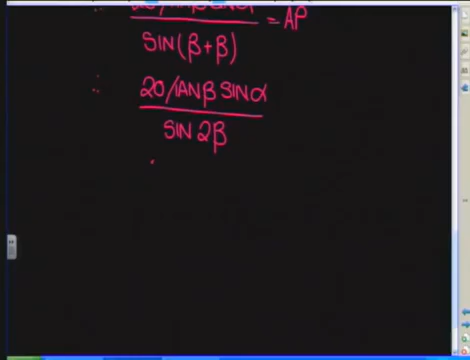 = AP
SIN(β+β)
∴ 20/TANβ SINα
SIN 2β